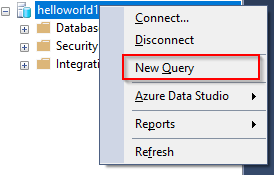 helloworld1
Databas
Security
Integrati
Connect...
Disconnect
New Query
Azure Data Studio
Reports
Refresh